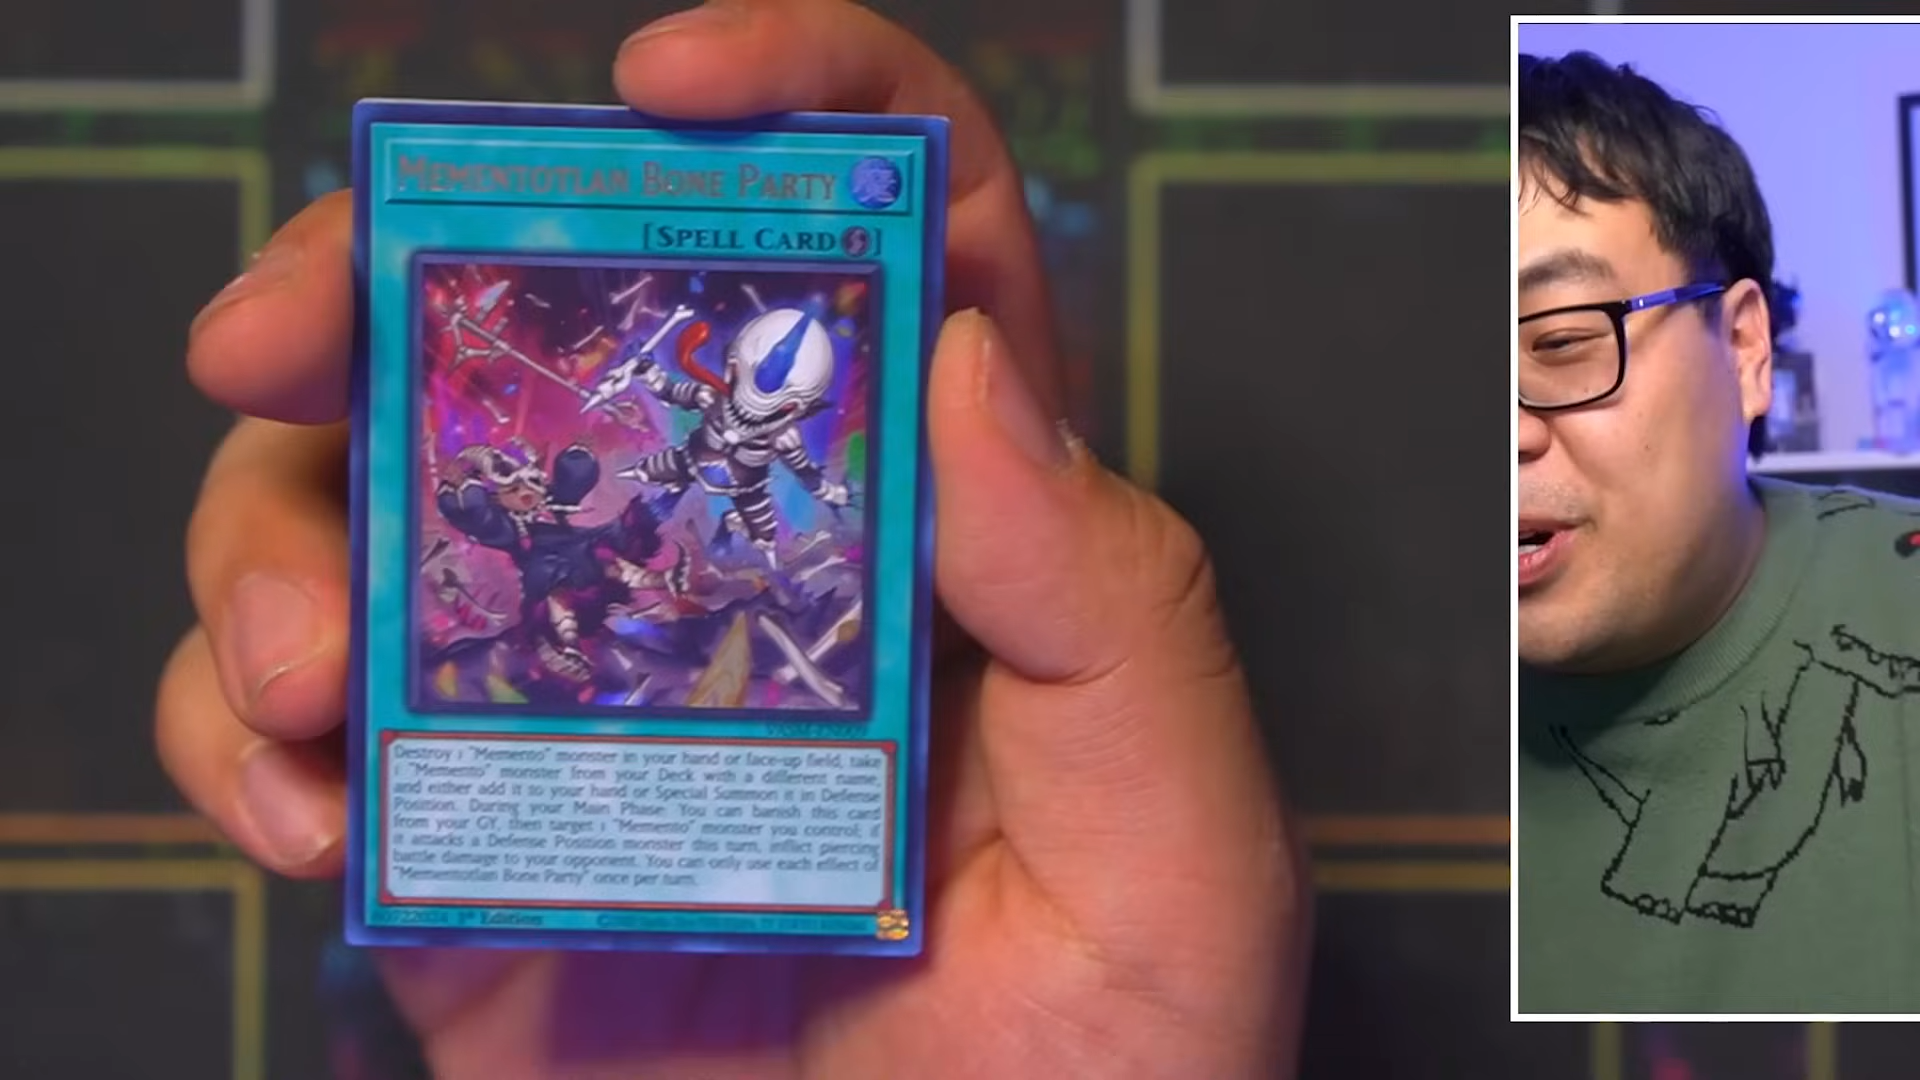 MEMENTOTLAN BONE PARTY
[SPELL CARD]
Destroy 1 "Memento" monster in your hand or face-up field, take
1 "Memento" monster from your Deck with a different name,
and either add it to your hand or Special Summon it in Defense
Position. During your Main Phase: You can banish this card
from your GY, then target 1 "Memento" monster you control; if
it attacks a Defense Position monster this turn, inflict piercing
battle damage to your opponent. You can only use each effect of
"Mementotlan Bone Party" once per turn.
1st Edition